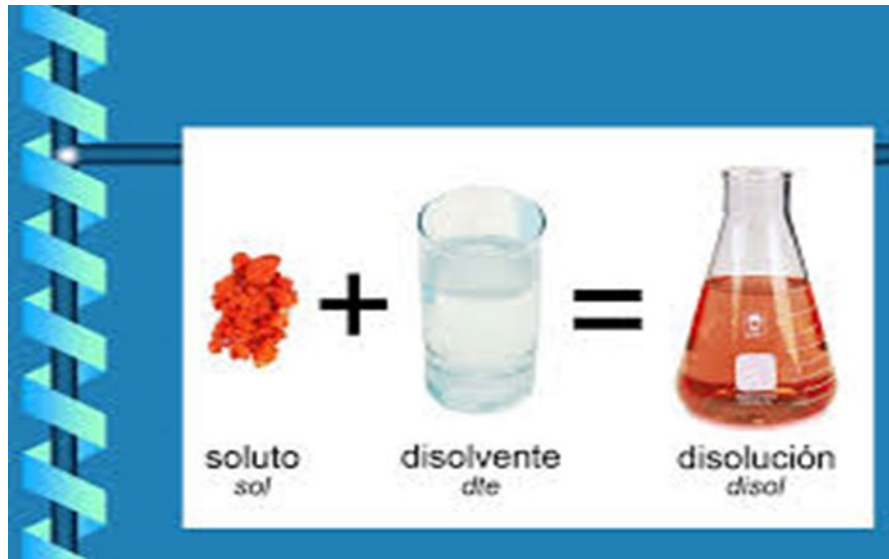 + =
soluto disolvente disolución
sol dte disol